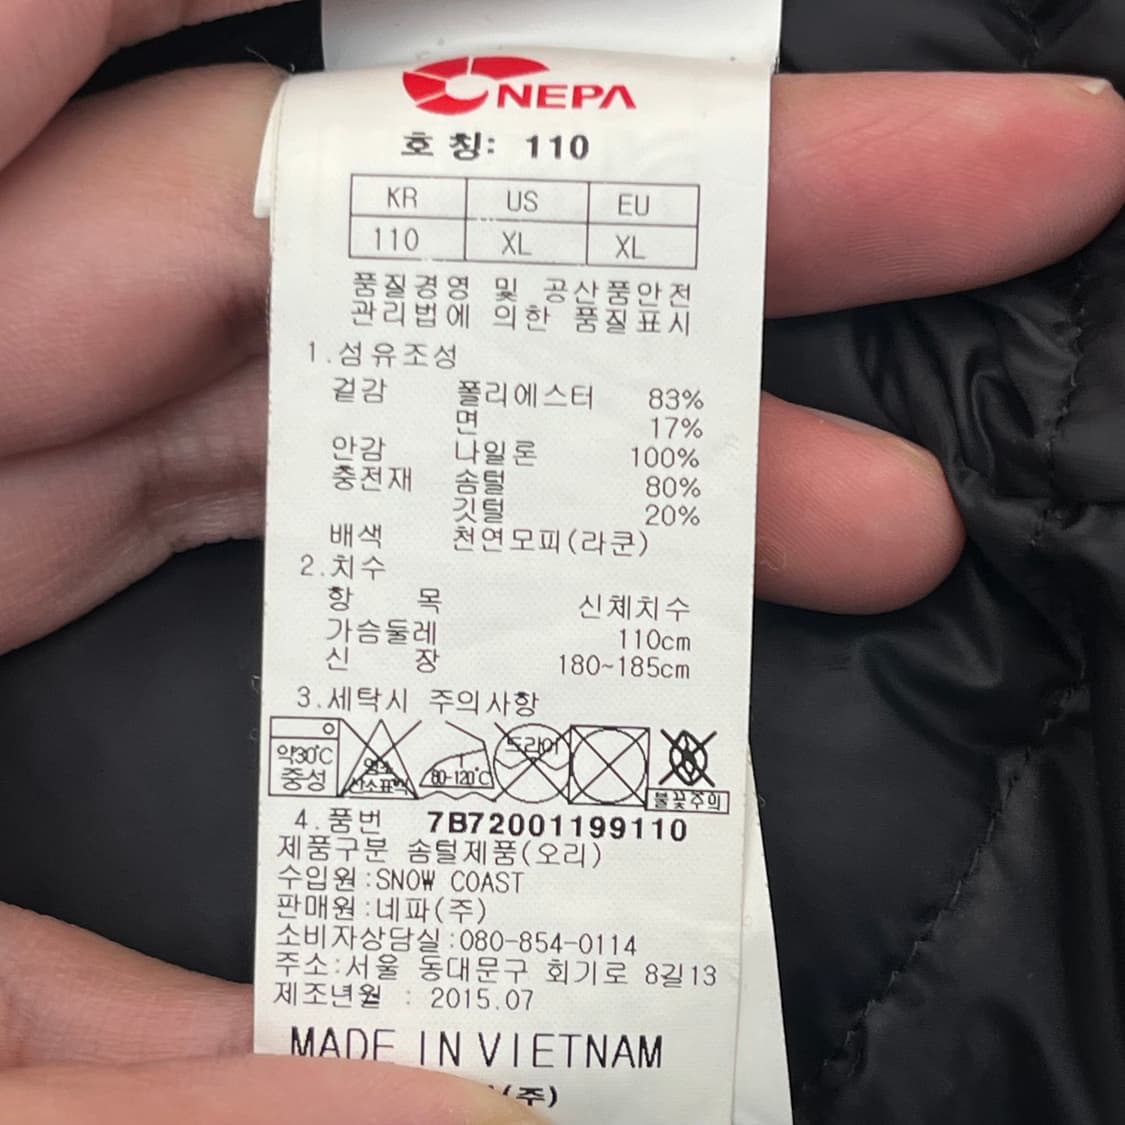 NEPA
호 칭: 110
KR US EU
110 XL XL
품질경영 및 공산품안전
관리법에 의한 품질표시
1.섬유조성
겉감 폴리에스터 83%
면 17%
안감 나일론 100%
충전재 솜털 80%
깃털 20%
배색 천연모피(라쿤)
2.치수
항 목 신체치수
가슴둘레 110cm
신 장 180~185cm
3.세탁시 주의사항
약30℃
중성
염소
산소표백
80-120℃
드라이
불꽃주의
4.품번 7B72001199110
제품구분 솜털제품(오리)
수입원:SNOW COAST
판매원:네파(주)
소비자상담실:080-854-0114
주소:서울 동대문구 회기로 8길13
제조년월 : 2015.07
MADE IN VIETNAM
(주)